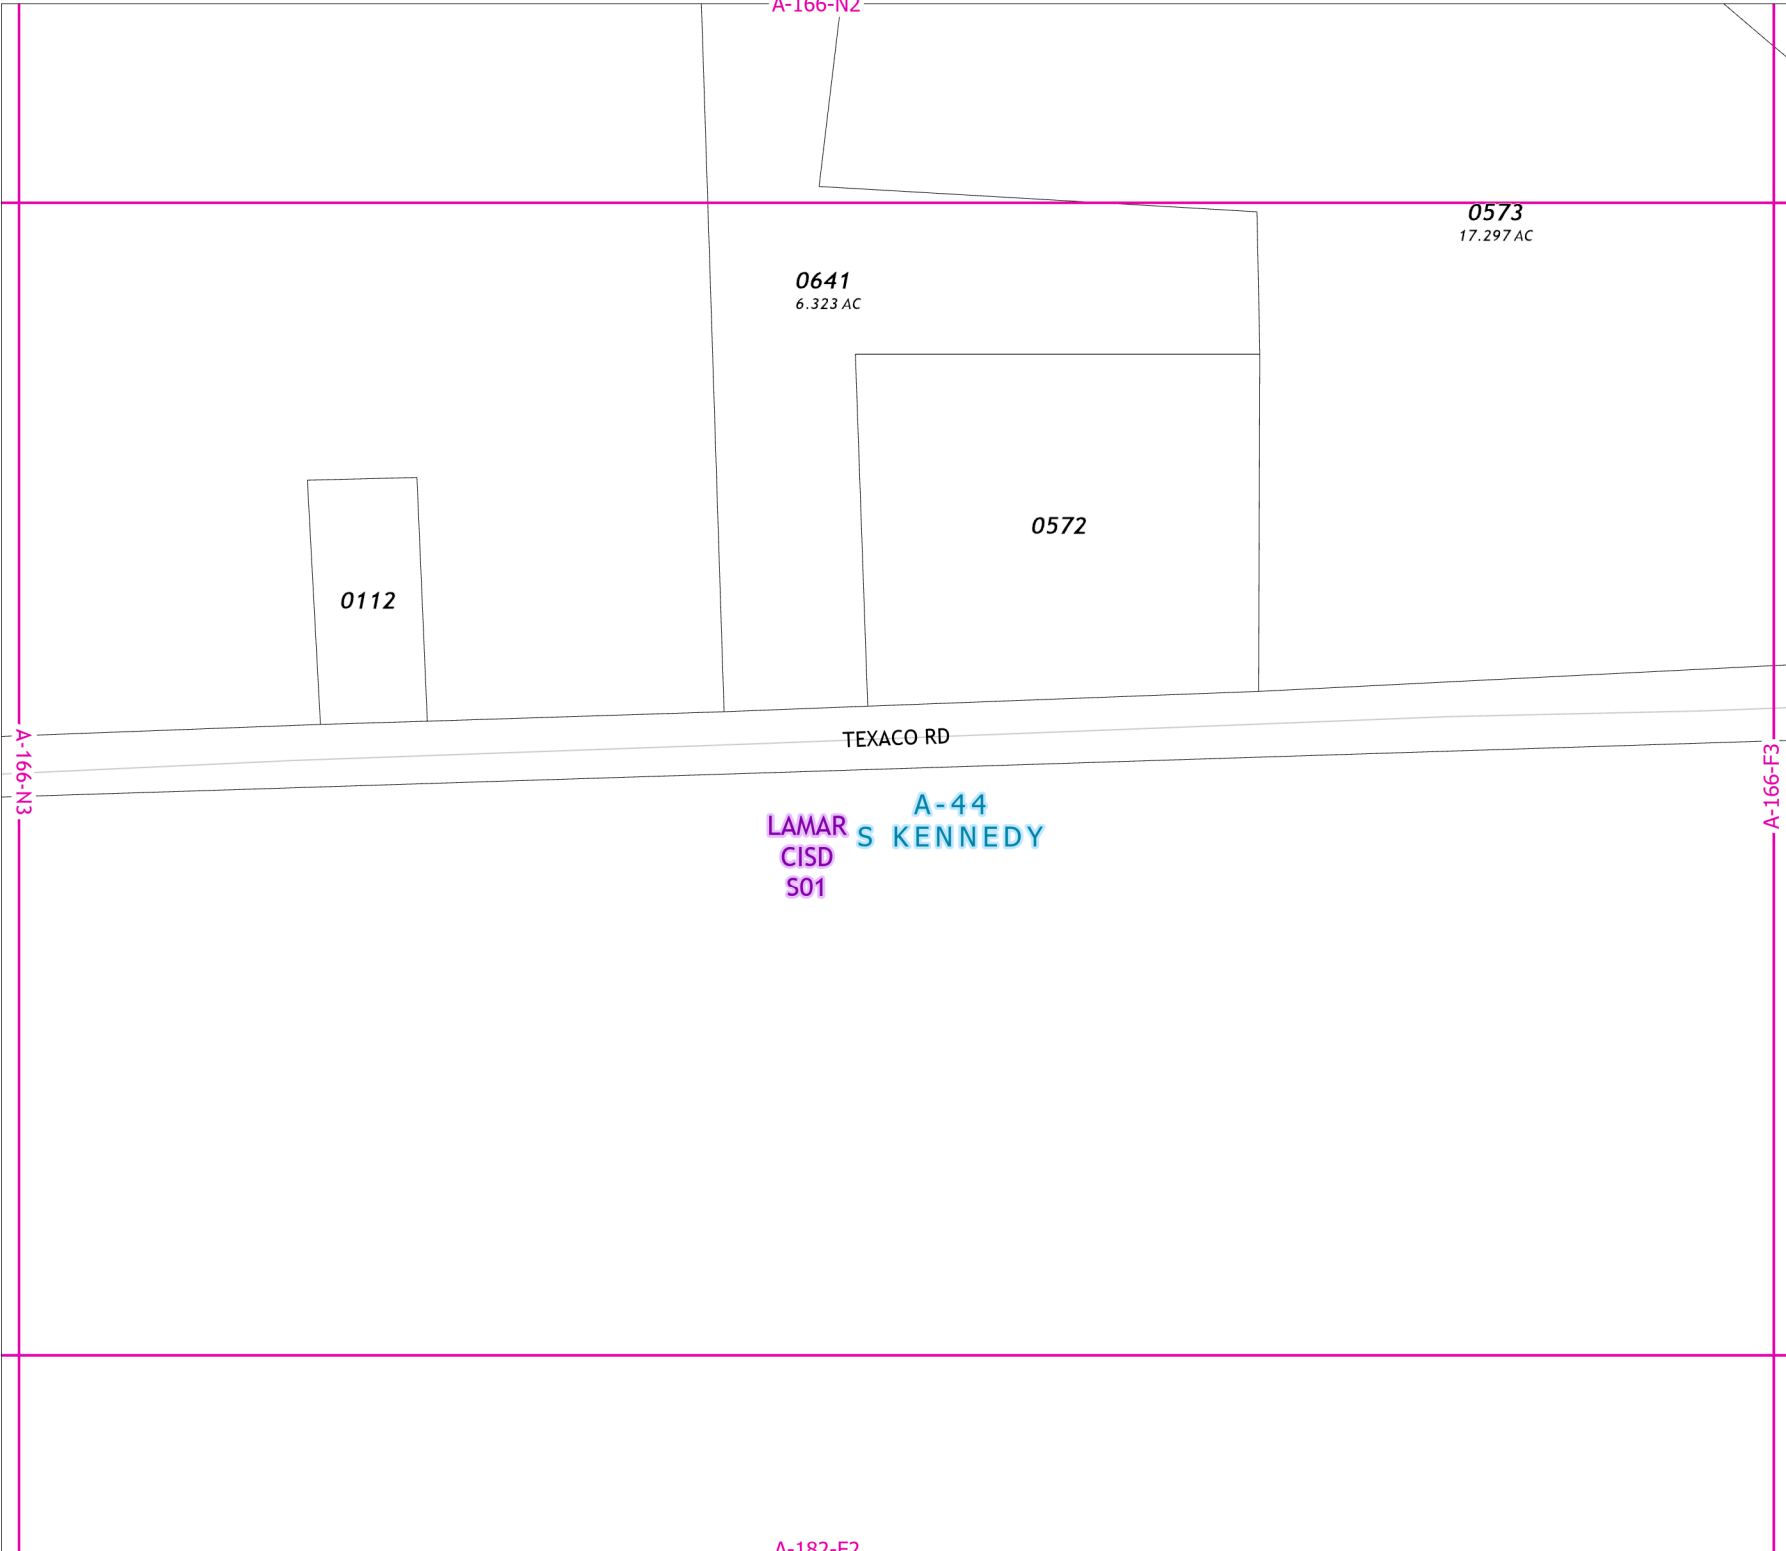 A-166-N2
0573
17.297 AC
0641
6.323 AC
0572
0112
TEXACO RD
A-166-N3
A-166-F3
A-44
S KENNEDY
LAMAR
CISD
S01
A-182-F2